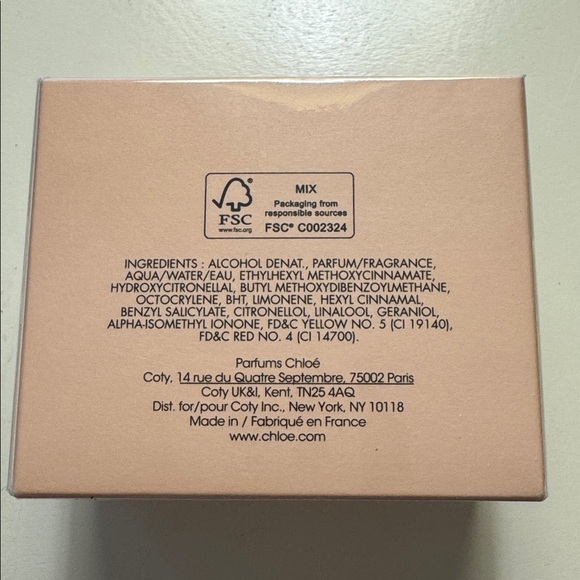 FSC
www.fsc.org
MIX
Packaging from
responsible sources
FSC® C002324
INGREDIENTS : ALCOHOL DENAT., PARFUM/FRAGRANCE,
AQUA/WATER/EAU, ETHYLHEXYL METHOXYCINNAMATE,
HYDROXYCITRONELLAL, BUTYL METHOXYDIBENZOYLMETHANE,
OCTOCRYLENE, BHT, LIMONENE, HEXYL CINNAMAL,
BENZYL SALICYLATE, CITRONELLOL, LINALOOL, GERANIOL,
ALPHA-ISOMETHYL IONONE, FD&C YELLOW NO. 5 (CI 19140),
FD&C RED NO. 4 (CI 14700).
Parfums Chloé
Coty, 14 rue du Quatre Septembre, 75002 Paris
Coty UK&I, Kent, TN25 4AQ
Dist. for/pour Coty Inc., New York, NY 10118
Made in / Fabriqué en France
www.chloe.com